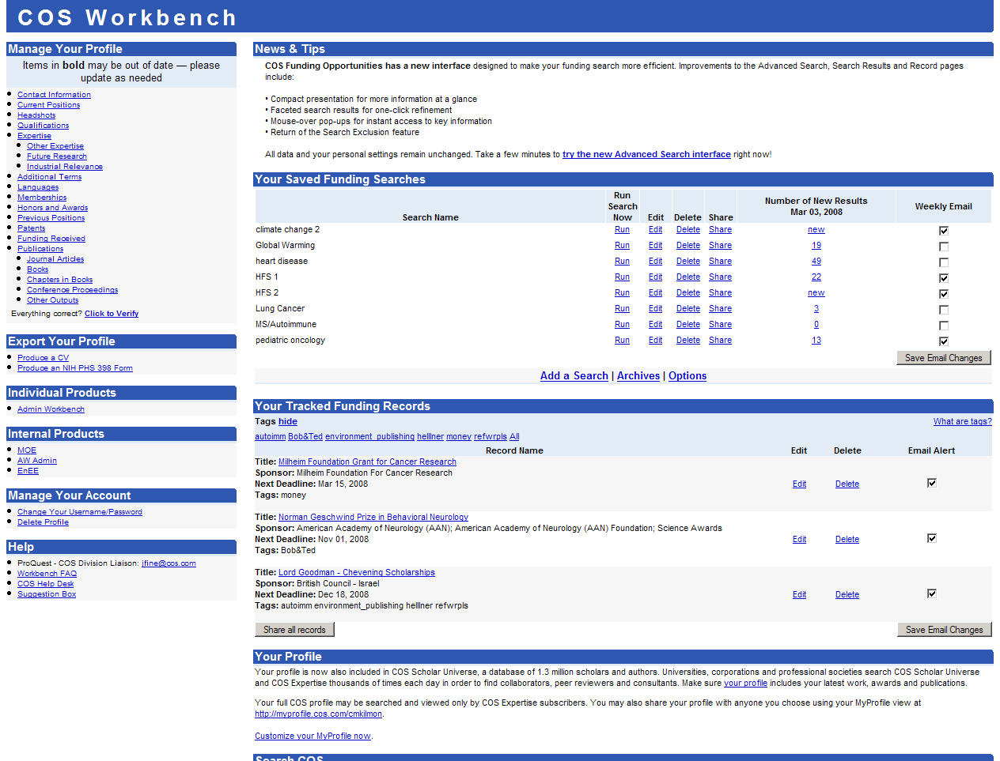 COS Workbench
Manage Your Profile
Items in bold may be out of date — please
update as needed
Contact Information
Current Positions
Headshots
Qualifications
Expertise
Other Expertise
Future Research
Industrial Relevance
Additional Terms
Languages
Memberships
Honors and Awards
Previous Positions
Patents
Funding Received
Publications
Journal Articles
Books
Chapters in Books
Conference Proceedings
Other Outputs
Everything correct? Click to Verify
Export Your Profile
Produce a CV
Produce an NIH PHS 398 Form
Individual Products
Admin Workbench
Internal Products
MOE
AW Admin
EnEE
Manage Your Account
Change Your Username/Password
Delete Profile
Help
ProQuest - COS Division Liaison: jfine@cos.com
Workbench FAQ
COS Help Desk
Suggestion Box
News & Tips
COS Funding Opportunities has a new interface designed to make your funding search more efficient. Improvements to the Advanced Search, Search Results and Record pages
include:
• Compact presentation for more information at a glance
• Faceted search results for one-click refinement
• Mouse-over pop-ups for instant access to key information
• Return of the Search Exclusion feature
All data and your personal settings remain unchanged. Take a few minutes to try the new Advanced Search interface right now!
Your Saved Funding Searches
Search Name Run Search Now Edit Delete Share Number of New Results Mar 03, 2008 Weekly Email
climate change 2 Run Edit Delete Share new
Global Warming Run Edit Delete Share 19
heart disease Run Edit Delete Share 49
HFS 1 Run Edit Delete Share 22
HFS 2 Run Edit Delete Share new
Lung Cancer Run Edit Delete Share 3
MS/Autoimmune Run Edit Delete Share 0
pediatric oncology Run Edit Delete Share 13
Save Email Changes
Add a Search | Archives | Options
Your Tracked Funding Records
Tags hide What are tags?
autoimm Bob&Ted environment_publishing helllner money refwrpls All
Record Name Edit Delete Email Alert
Title: Milheim Foundation Grant for Cancer Research
Sponsor: Milheim Foundation For Cancer Research
Next Deadline: Mar 15, 2008 Edit Delete
Tags: money
Title: Norman Geschwind Prize in Behavioral Neurology
Sponsor: American Academy of Neurology (AAN); American Academy of Neurology (AAN) Foundation; Science Awards
Next Deadline: Nov 01, 2008 Edit Delete
Tags: Bob&Ted
Title: Lord Goodman - Chevening Scholarships
Sponsor: British Council - Israel
Next Deadline: Dec 18, 2008 Edit Delete
Tags: autoimm environment_publishing helllner refwrpls
Share all records Save Email Changes
Your Profile
Your profile is now also included in COS Scholar Universe, a database of 1.3 million scholars and authors. Universities, corporations and professional societies search COS Scholar Universe
and COS Expertise thousands of times each day in order to find collaborators, peer reviewers and consultants. Make sure your profile includes your latest work, awards and publications.
Your full COS profile may be searched and viewed only by COS Expertise subscribers. You may also share your profile with anyone you choose using your MyProfile view at
http://myprofile.cos.com/cmkilmon.
Customize your MyProfile now.
Search COS